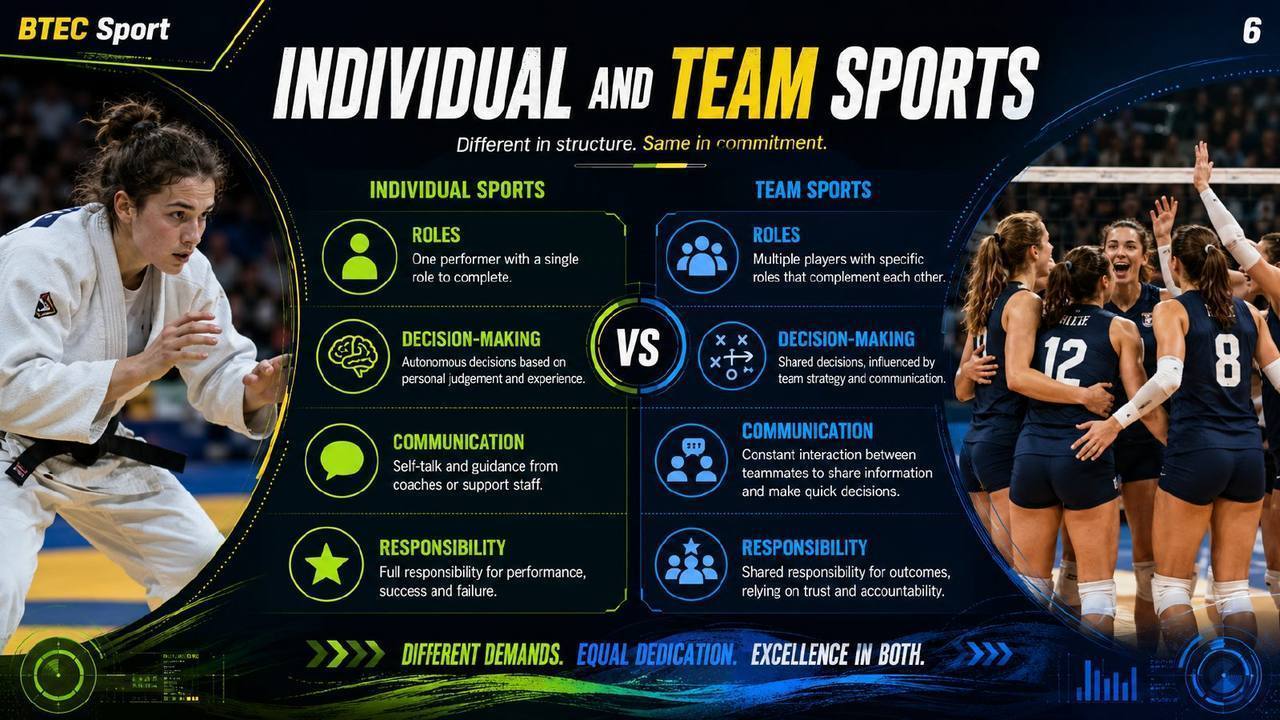 BTEC Sport
6
INDIVIDUAL AND TEAM SPORTS
Different in structure. Same in commitment.
INDIVIDUAL SPORTS
ROLES
One performer with a single
role to complete.
DECISION-MAKING
Autonomous decisions based on
personal judgement and experience.
COMMUNICATION
Self-talk and guidance from
coaches or support staff.
RESPONSIBILITY
Full responsibility for performance,
success and failure.
VS
TEAM SPORTS
ROLES
Multiple players with specific
roles that complement each other.
DECISION-MAKING
Shared decisions, influenced by
team strategy and communication.
COMMUNICATION
Constant interaction between
teammates to share information
and make quick decisions.
RESPONSIBILITY
Shared responsibility for outcomes,
relying on trust and accountability.
12
8
DIFFERENT DEMANDS. EQUAL DEDICATION. EXCELLENCE IN BOTH.